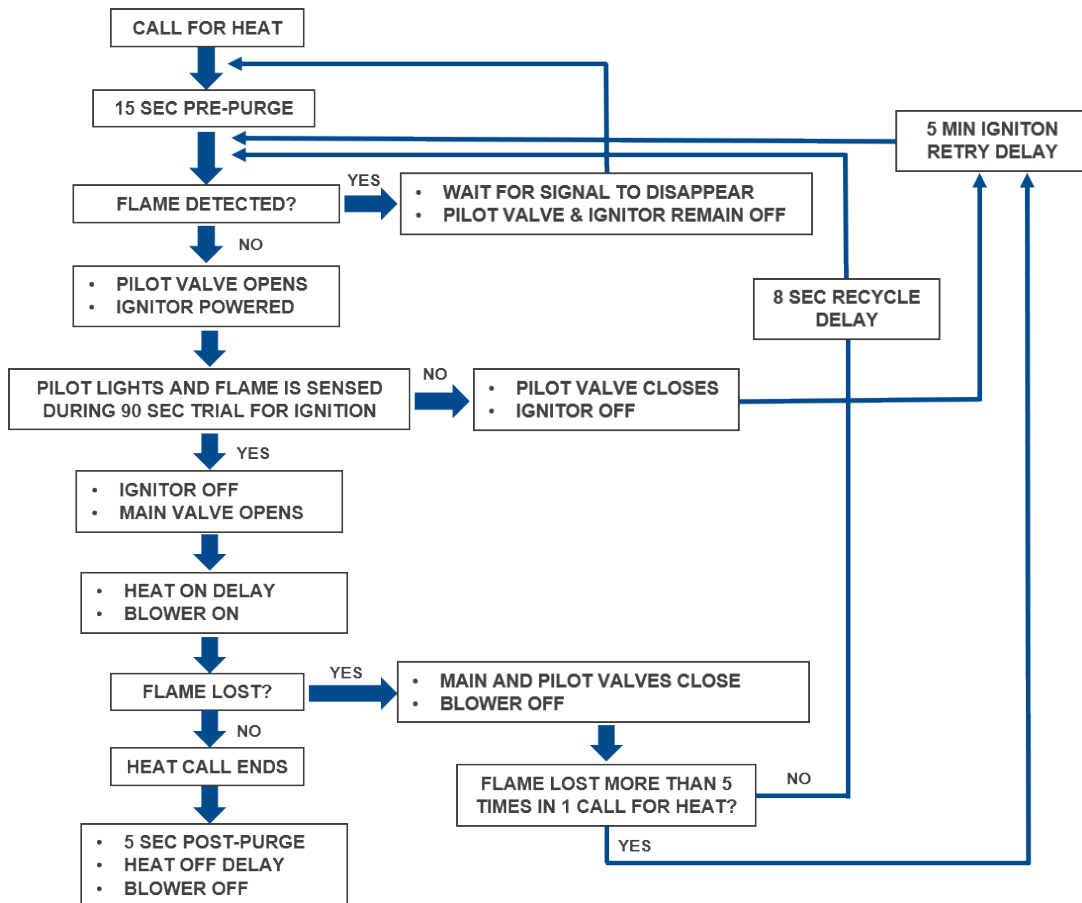 CALL FOR HEAT
15 SEC PRE-PURGE
5 MIN IGNITON
RETRY DELAY
FLAME DETECTED?
YES
• WAIT FOR SIGNAL TO DISAPPEAR
• PILOT VALVE & IGNITOR REMAIN OFF
NO
• PILOT VALVE OPENS
• IGNITOR POWERED
8 SEC RECYCLE
DELAY
PILOT LIGHTS AND FLAME IS SENSED
DURING 90 SEC TRIAL FOR IGNITION
NO
• PILOT VALVE CLOSES
• IGNITOR OFF
YES
• IGNITOR OFF
• MAIN VALVE OPENS
• HEAT ON DELAY
• BLOWER ON
FLAME LOST?
YES
• MAIN AND PILOT VALVES CLOSE
• BLOWER OFF
NO
HEAT CALL ENDS
FLAME LOST MORE THAN 5
TIMES IN 1 CALL FOR HEAT?
NO
YES
• 5 SEC POST-PURGE
• HEAT OFF DELAY
• BLOWER OFF